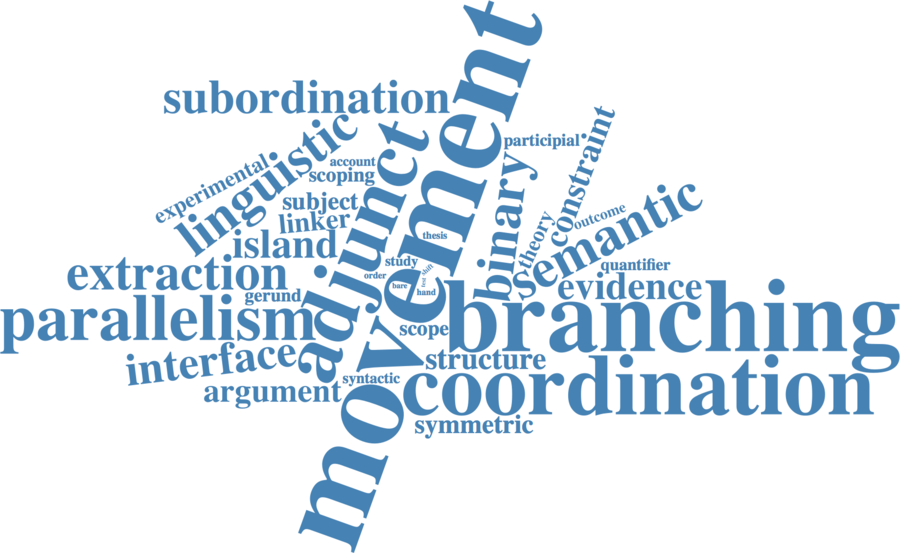 movement
subordination
participial
constraint
linguistic
adjunct
account
experimental
scoping
binary
semantic
subject
outcome
linker
theory
thesis
island
study
quantifier
shift
extraction
order
evidence
bare
feel
hand
gerund
branching
parallelism
scope
interface
structure
syntactic
argument
coordination
symmetric